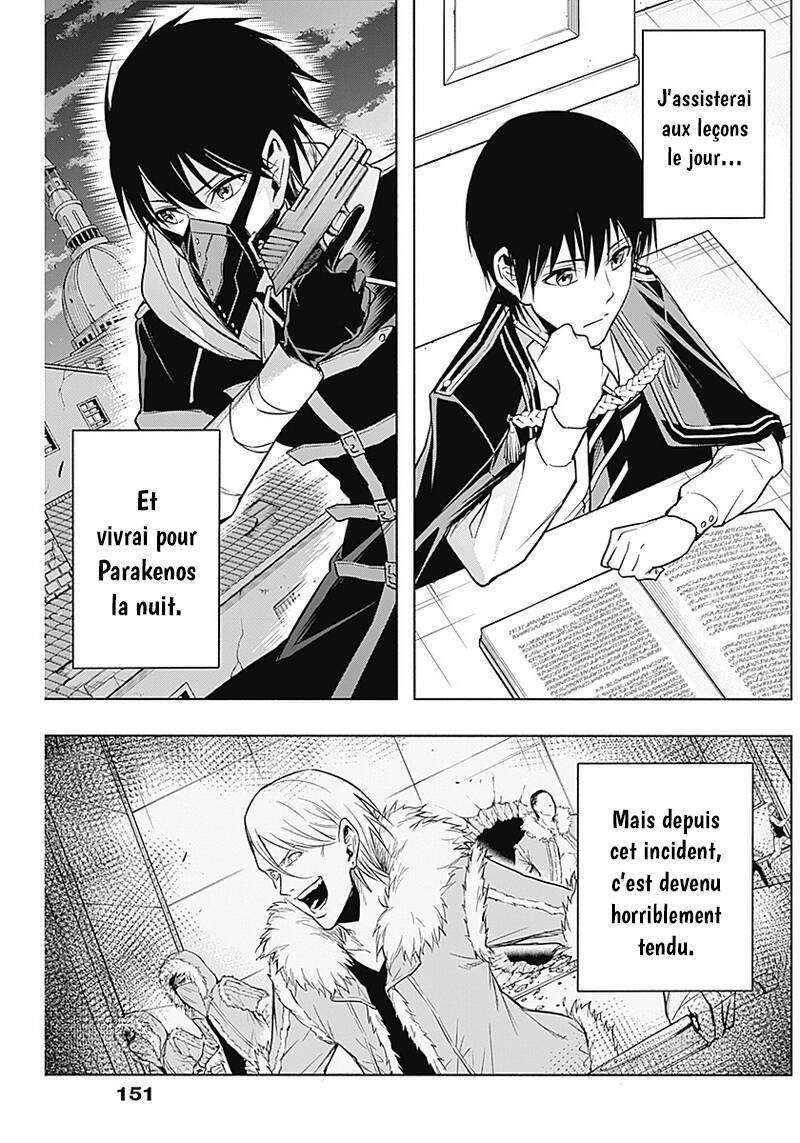 J'assisterai
aux leçons
le jour...
Et
vivrai pour
Parakenos
la nuit.
Mais depuis
cet incident,
c'est devenu
horriblement
tendu.
151